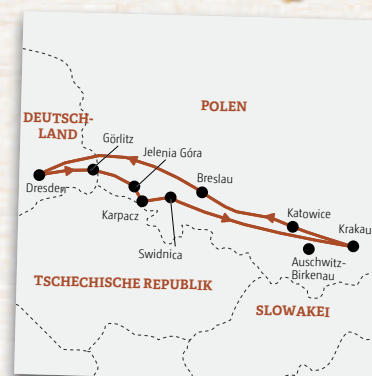 POLEN
DEUTSCH-
LAND
Görlitz
Jelenia Góra
Dresden
Breslau
Karpacz
Katowice
Krakau
Swidnica
Auschwitz-
Birkenau
TSCHECHISCHE REPUBLIK
SLOWAKEI